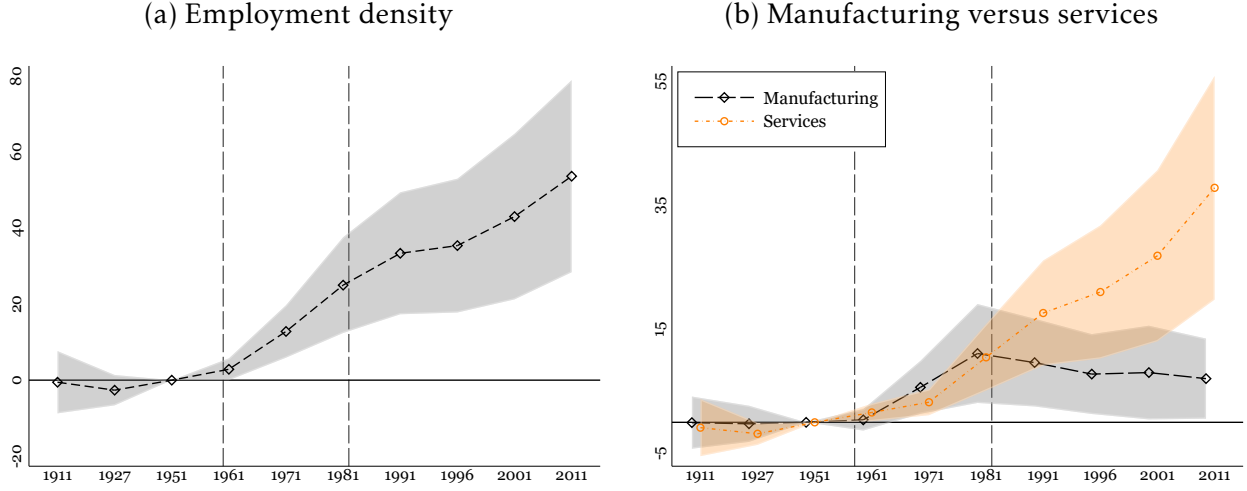 (a) Employment density
80
60
40
20
0
-20
1911 1927 1951 1961 1971 1981 1991 1996 2001 2011
(b) Manufacturing versus services
Manufacturing
Services
55
35
15
-5
1911 1927 1951 1961 1971 1981 1991 1996 2001 2011